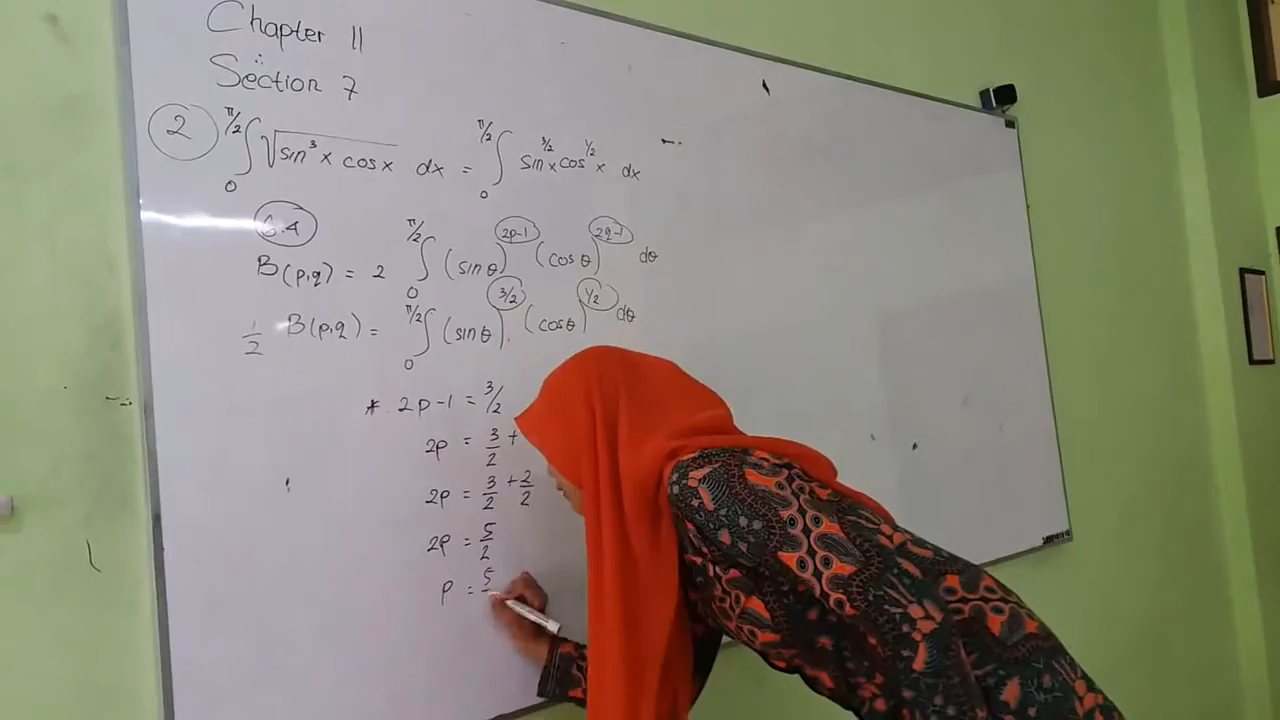 Chapter 11
Section 7
2 π/2 ∫ 0 √sin³x cosx dx = π/2 ∫ 0 sin^3/2 x cos^1/2 x dx
6.4
B(p,q) = 2 π/2 ∫ 0 (sin θ)^2p-1 (cos θ)^2q-1 dθ
1/2 B(p,q) = π/2 ∫ 0 (sin θ)^3/2 . (cos θ)^1/2 dθ
* 2p-1 = 3/2
2p = 3/2 +
2p = 3/2 + 2/2
2p = 5/2
p = 5